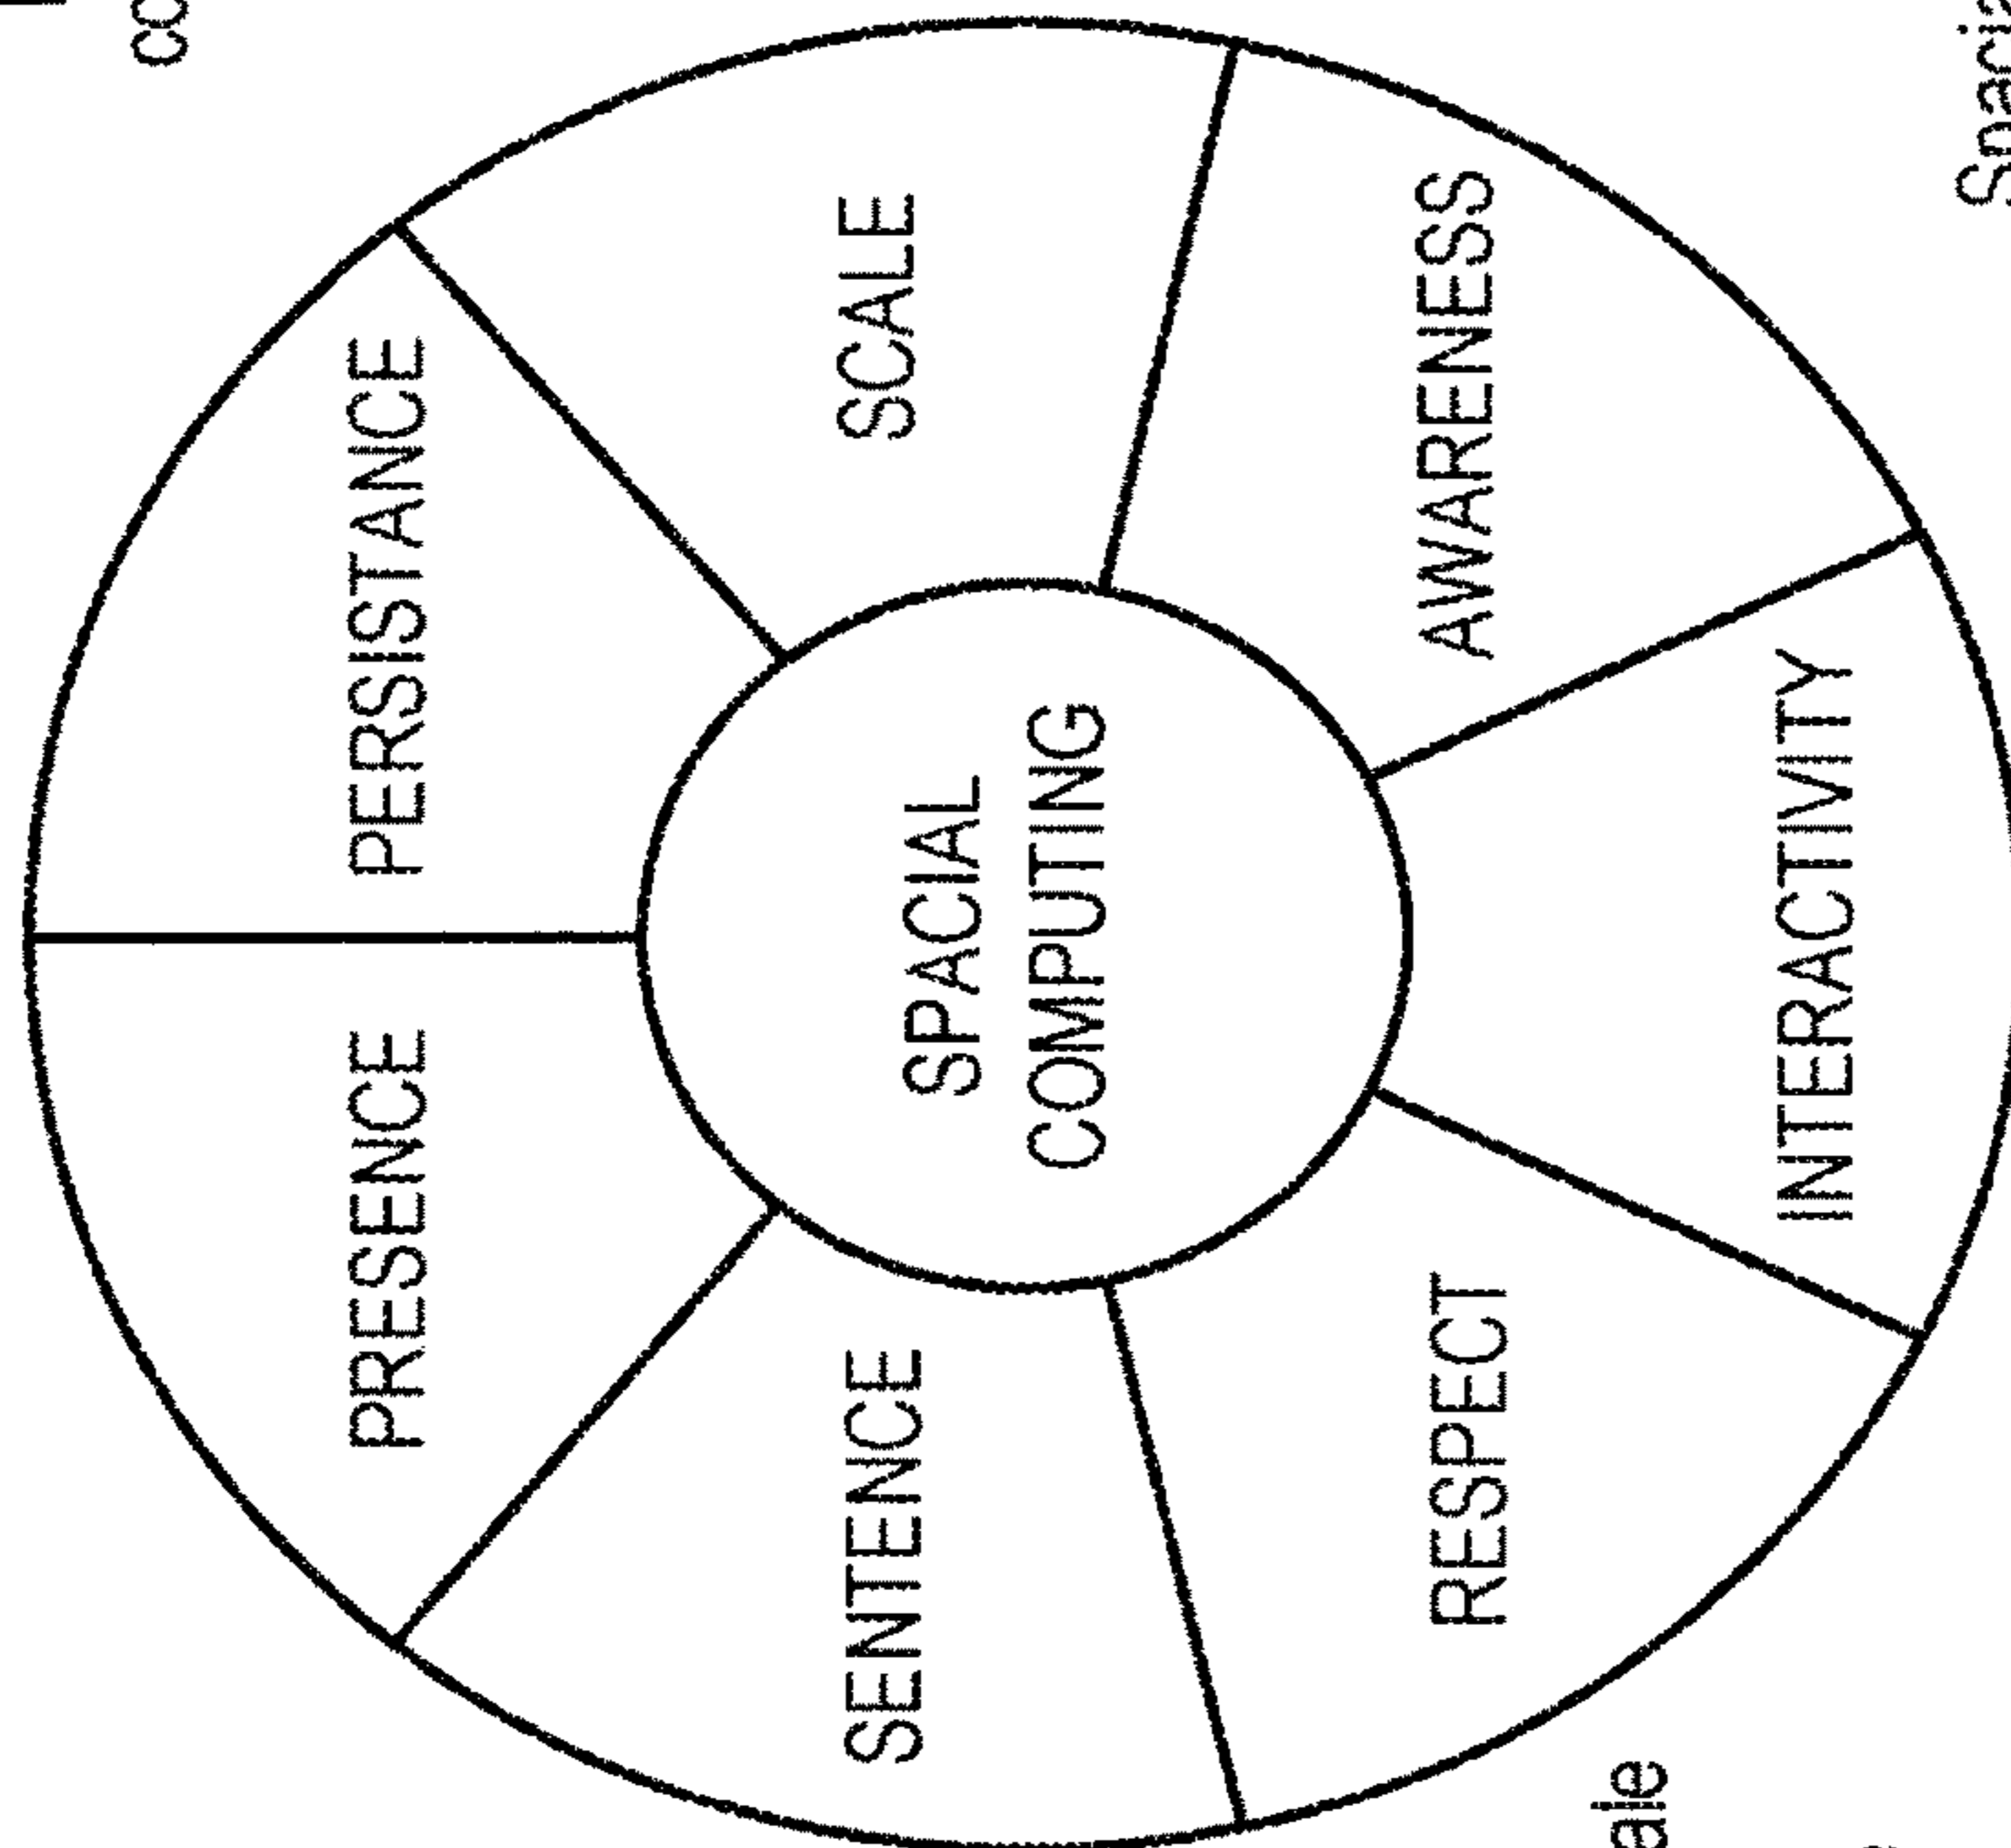 PRESENCE
PERSISTANCE
SENTENCE
SCALE
SPACIAL
COMPUTING
RESPECT
AWARENESS
INTERACTIVITY